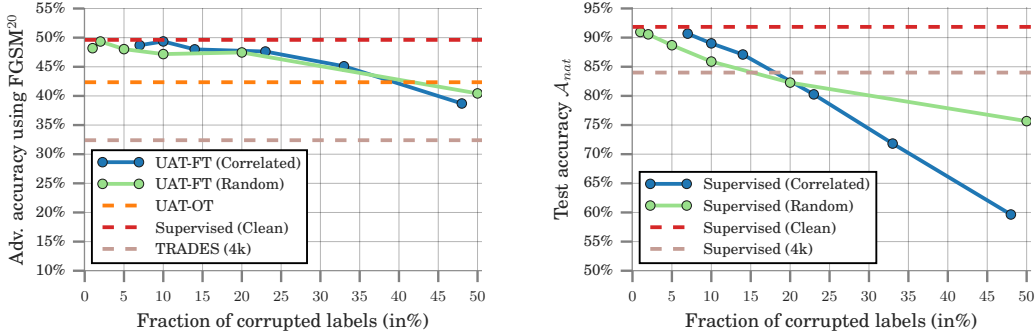 Adv. accuracy using FGSM²⁰
55%
50%
45%
40%
35%
30%
25%
20%
15%
10%
UAT-FT (Correlated)
UAT-FT (Random)
UAT-OT
Supervised (Clean)
TRADES (4k)
0 5 10 15 20 25 30 35 40 45 50
Fraction of corrupted labels (in%)
Test accuracy 𝒜nat
95%
90%
85%
80%
75%
70%
65%
60%
55%
50%
Supervised (Correlated)
Supervised (Random)
Supervised (Clean)
Supervised (4k)
0 5 10 15 20 25 30 35 40 45 50
Fraction of corrupted labels (in%)